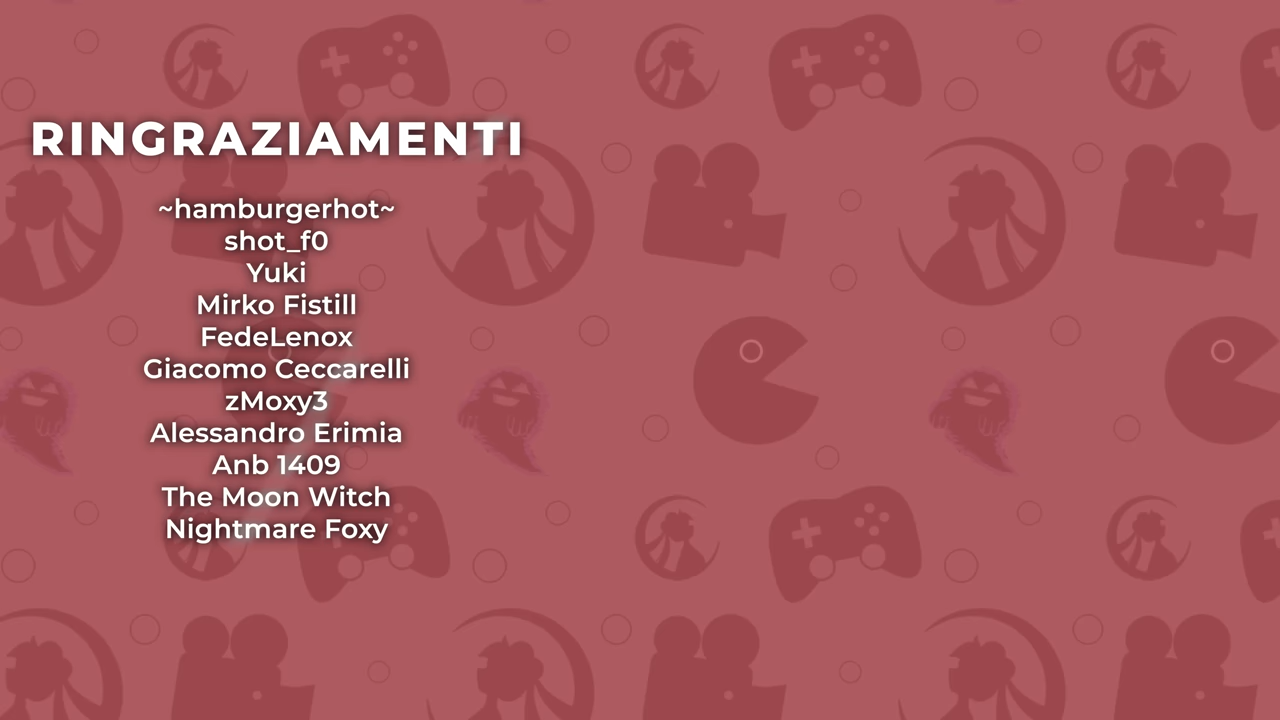 RINGRAZIAMENTI
~hamburgerhot~
shot_f0
Yuki
Mirko Fistill
FedeLenox
Giacomo Ceccarelli
zMoxy3
Alessandro Erimia
Anb 1409
The Moon Witch
Nightmare Foxy